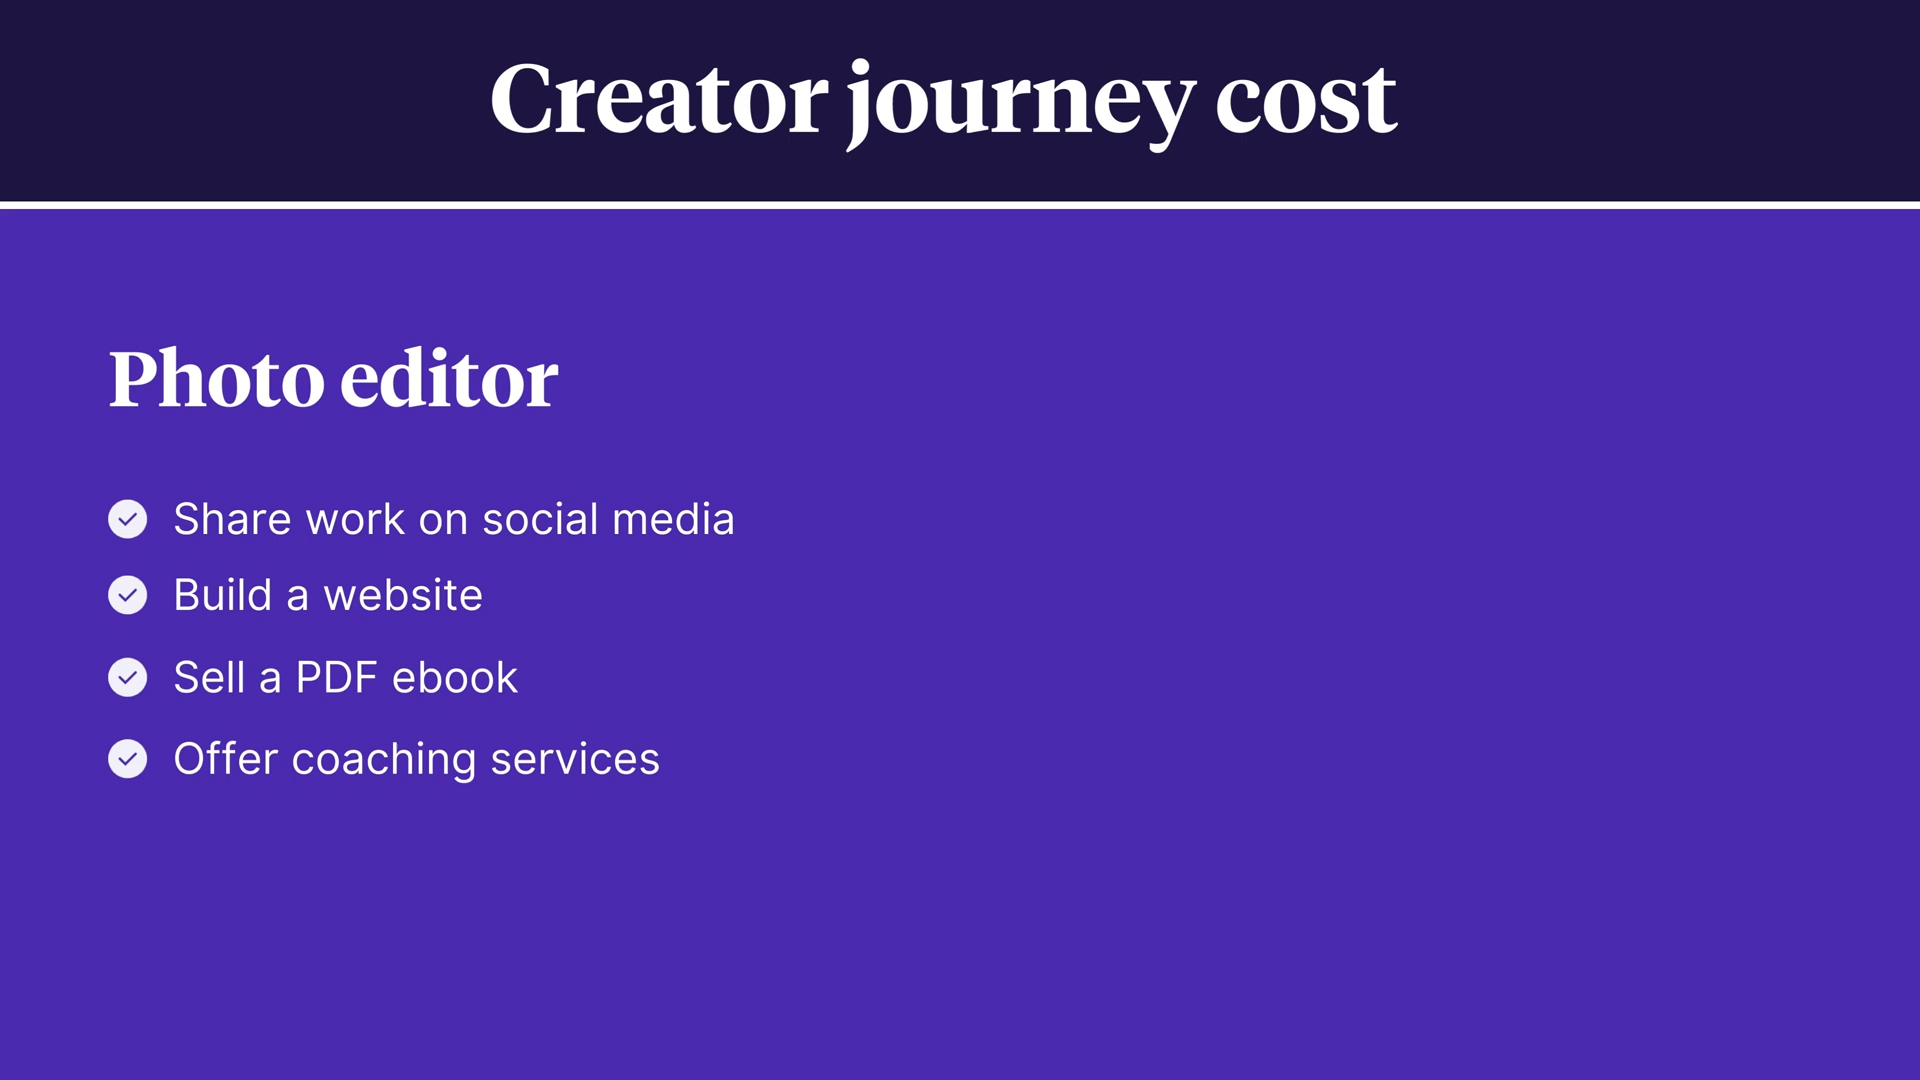 Creator journey cost
Photo editor
Share work on social media
Build a website
Sell a PDF ebook
Offer coaching services